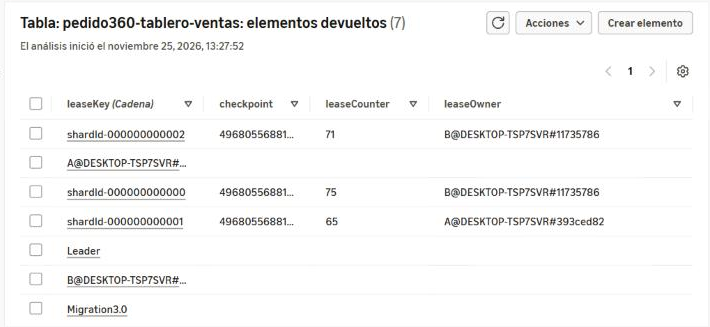 Tabla: pedido360-tablero-ventas: elementos devueltos (7)
Acciones
Crear elemento
El análisis inició el noviembre 25, 2026, 13:27:52
1
leaseKey (Cadena) checkpoint leaseCounter leaseOwner
shardId-000000000002 49680556881... 71 B@DESKTOP-TSP7SVR#11735786
A@DESKTOP-TSP7SVR#...
shardId-000000000000 49680556881... 75 B@DESKTOP-TSP7SVR#11735786
shardId-000000000001 49680556881... 65 A@DESKTOP-TSP7SVR#393ced82
Leader
B@DESKTOP-TSP7SVR#...
Migration3.0